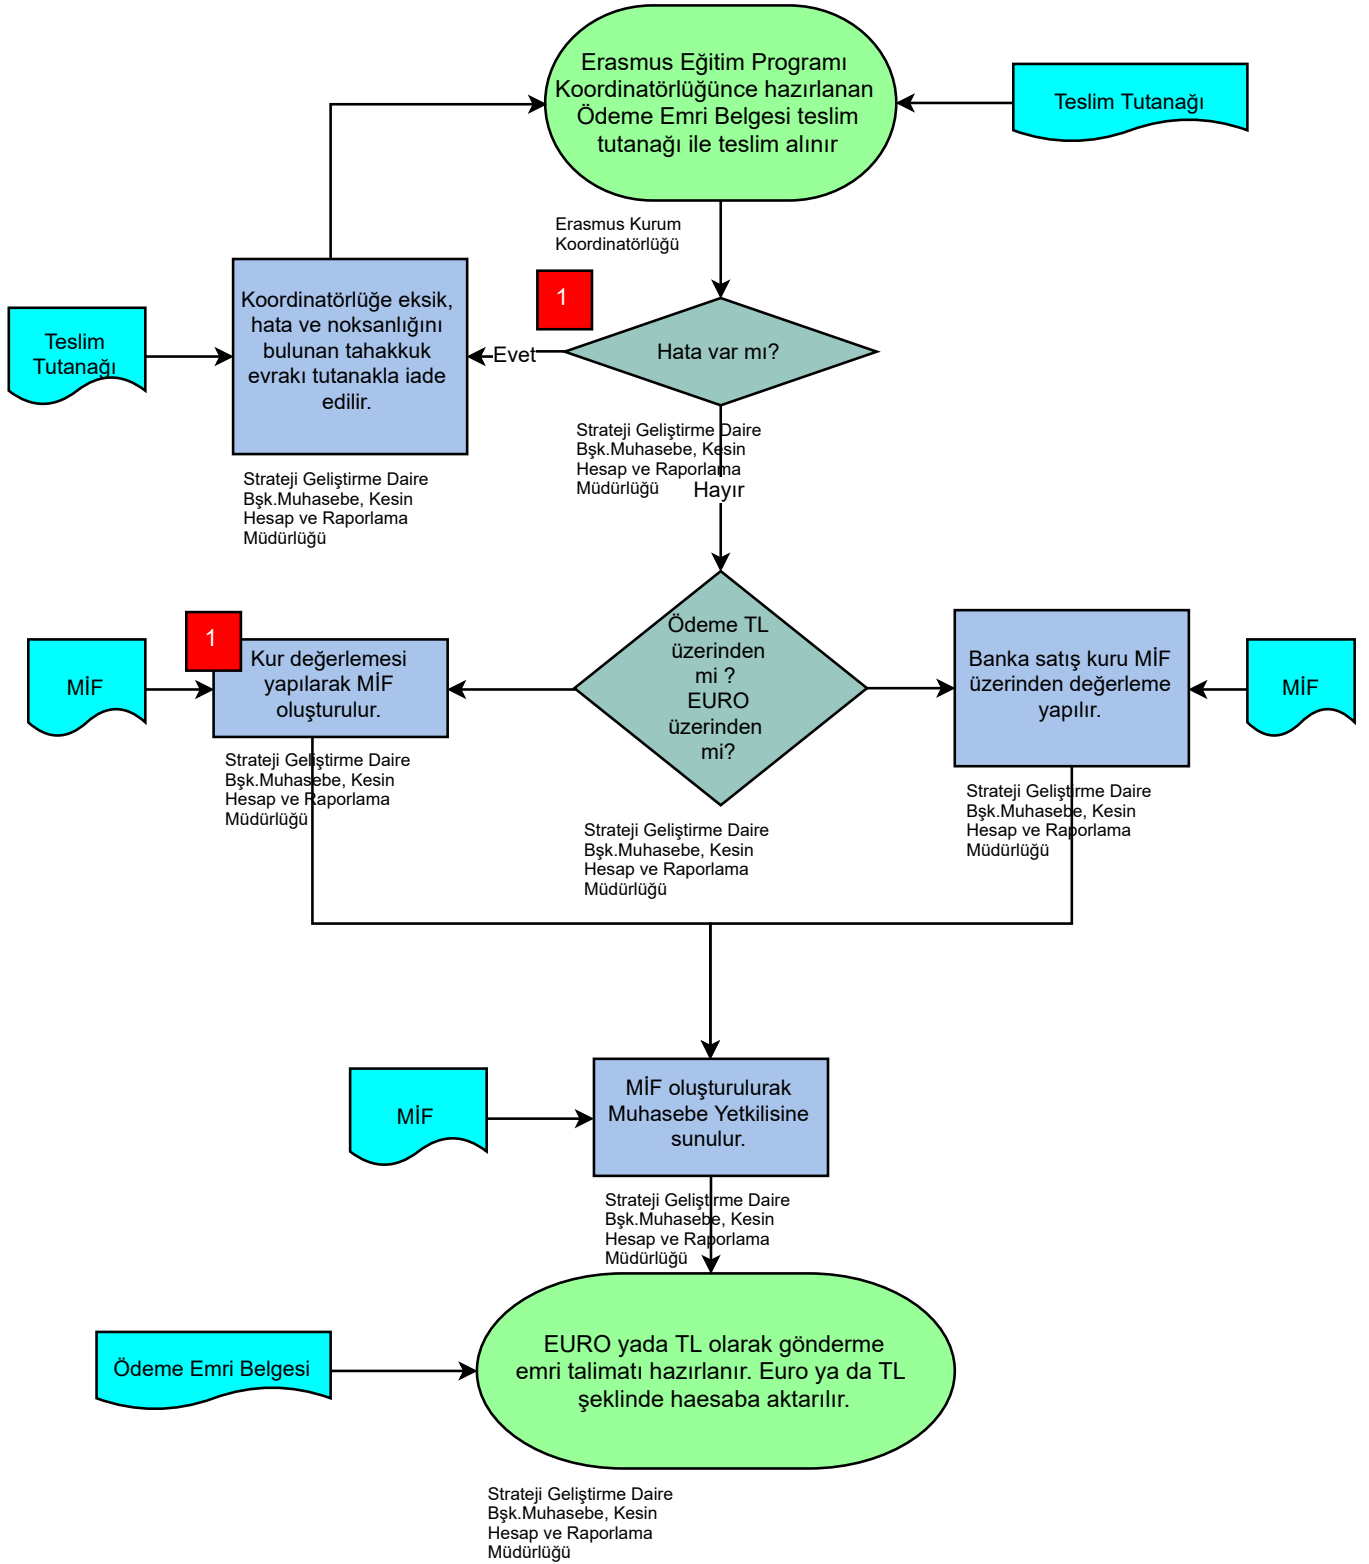 Erasmus Eğitim Programı
Koordinatörlüğünce hazırlanan
Ödeme Emri Belgesi teslim
tutanağı ile teslim alınır
Teslim Tutanağı
Erasmus Kurum
Koordinatörlüğü
Koordinatörlüğe eksik,
hata ve noksanlığını
bulunan tahakkuk
evrakı tutanakla iade
edilir.
Teslim
Tutanağı
1
Evet
Hata var mı?
Strateji Geliştirme Daire
Bşk.Muhasebe, Kesin
Hesap ve Raporlama
Müdürlüğü
Hayır
Strateji Geliştirme Daire
Bşk.Muhasebe, Kesin
Hesap ve Raporlama
Müdürlüğü
MİF
1
Kur değerlemesi
yapılarak MİF
oluşturulur.
Ödeme TL
üzerinden
mi ?
EURO
üzerinden
mi?
Banka satış kuru MİF
üzerinden değerleme
yapılır.
MİF
Strateji Geliştirme Daire
Bşk.Muhasebe, Kesin
Hesap ve Raporlama
Müdürlüğü
Strateji Geliştirme Daire
Bşk.Muhasebe, Kesin
Hesap ve Raporlama
Müdürlüğü
Strateji Geliştirme Daire
Bşk.Muhasebe, Kesin
Hesap ve Raporlama
Müdürlüğü
MİF
MİF oluşturulurak
Muhasebe Yetkilisine
sunulur.
Strateji Geliştirme Daire
Bşk.Muhasebe, Kesin
Hesap ve Raporlama
Müdürlüğü
Ödeme Emri Belgesi
EURO yada TL olarak gönderme
emri talimatı hazırlanır. Euro ya da TL
şeklinde haesaba aktarılır.
Strateji Geliştirme Daire
Bşk.Muhasebe, Kesin
Hesap ve Raporlama
Müdürlüğü